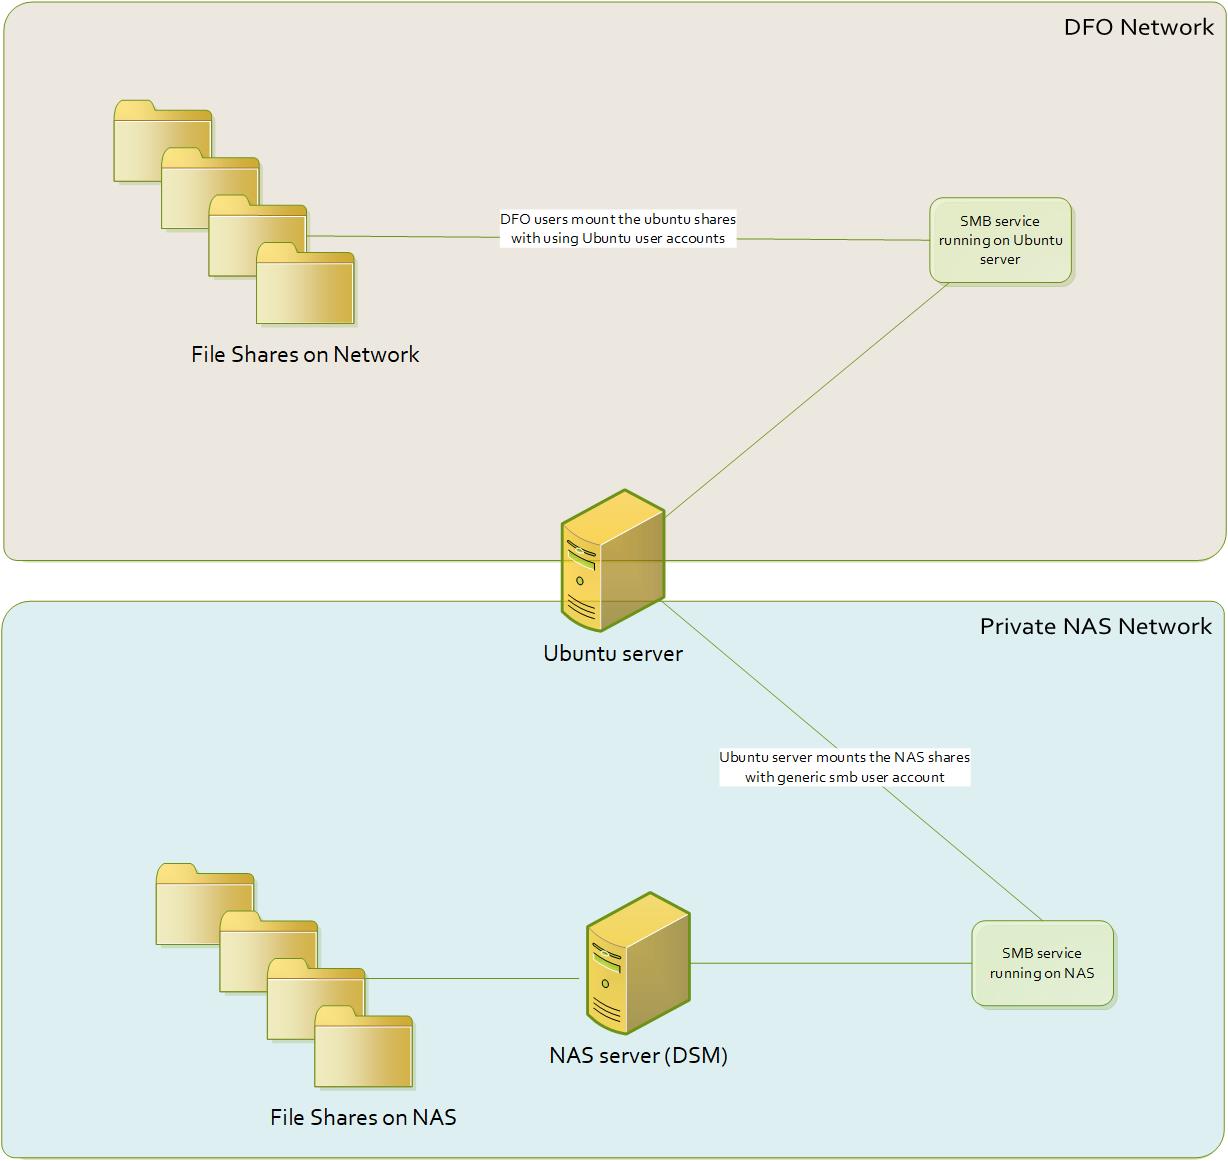 DFO Network
DFO users mount the ubuntu shares
with using Ubuntu user accounts
SMB service
running on Ubuntu
server
File Shares on Network
Ubuntu server
Private NAS Network
Ubuntu server mounts the NAS shares
with generic smb user account
SMB service
running on NAS
NAS server (DSM)
File Shares on NAS